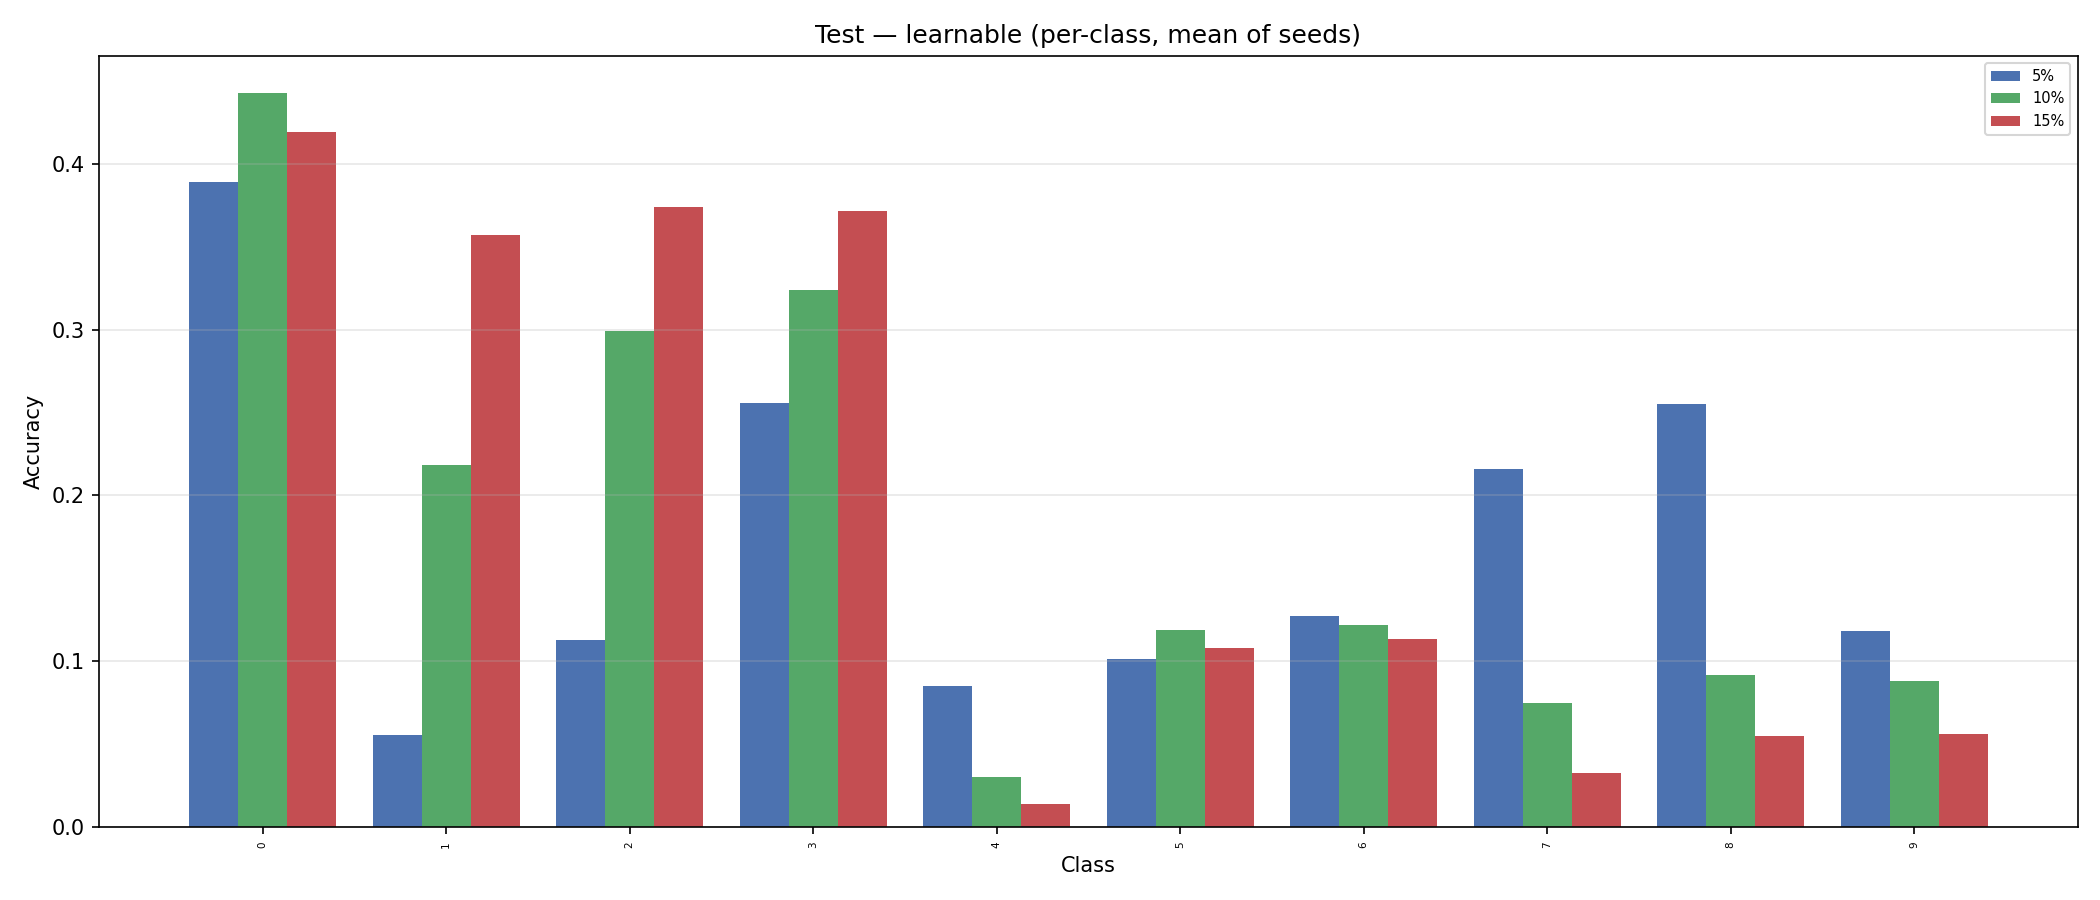 Test — learnable (per-class, mean of seeds)
5%
10%
15%
Accuracy
0.4
0.3
0.2
0.1
0.0
0 1 2 3 4 5 6 7 8 9
Class